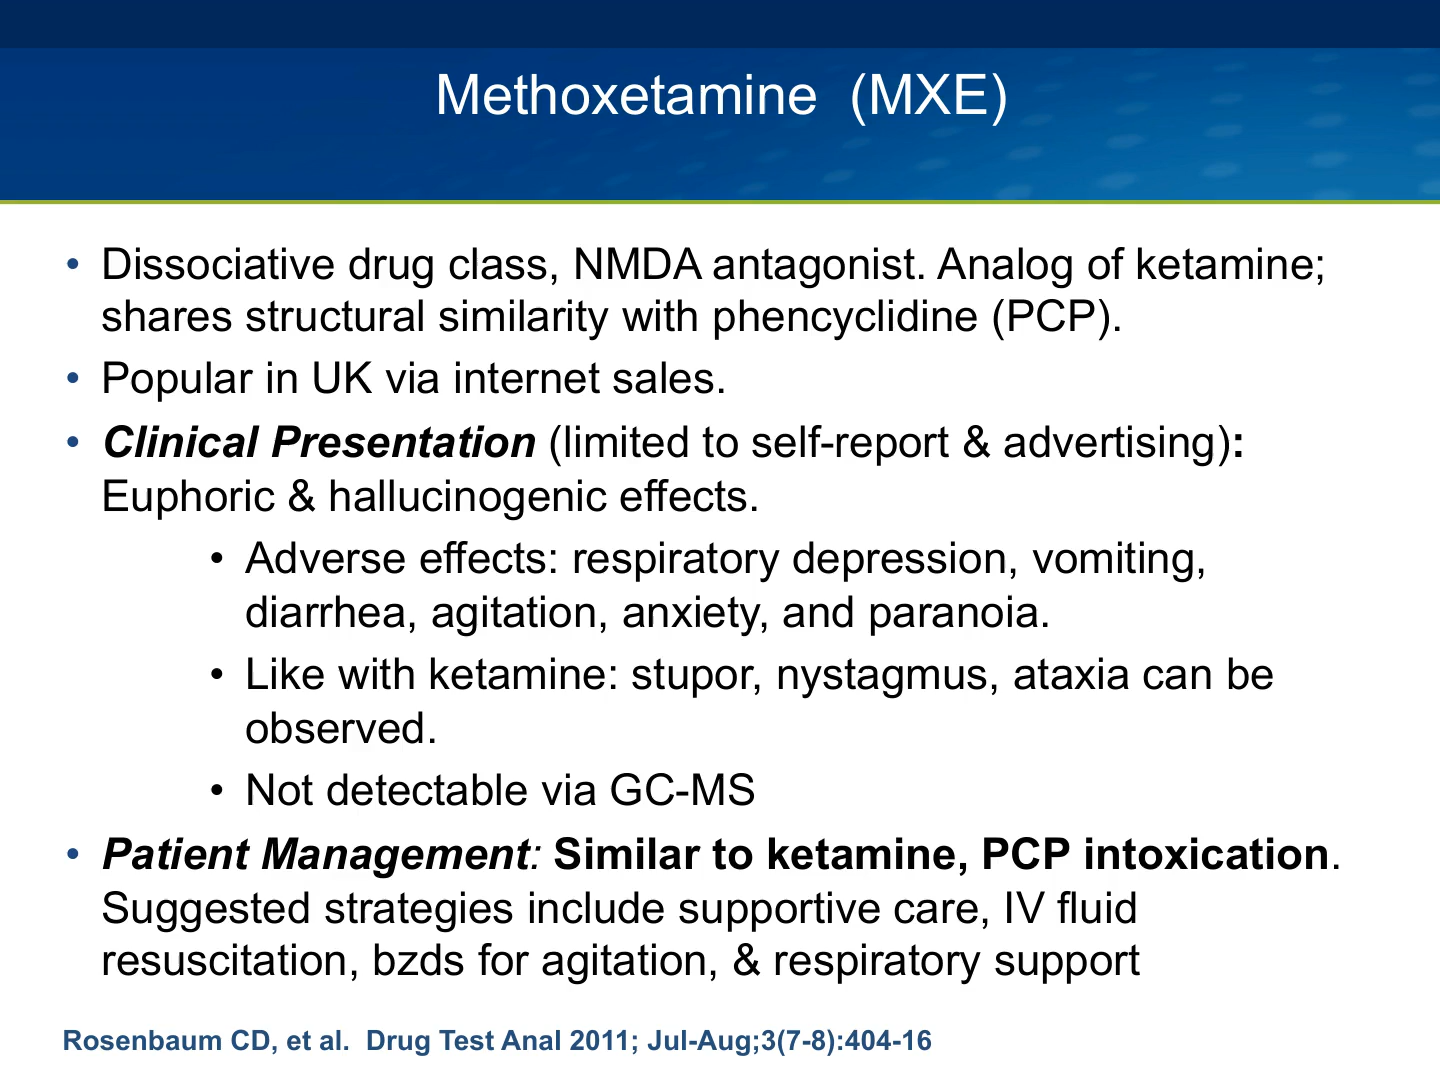 Methoxetamine (MXE)
• Dissociative drug class, NMDA antagonist. Analog of ketamine;
shares structural similarity with phencyclidine (PCP).
• Popular in UK via internet sales.
• Clinical Presentation (limited to self-report & advertising):
Euphoric & hallucinogenic effects.
• Adverse effects: respiratory depression, vomiting,
diarrhea, agitation, anxiety, and paranoia.
• Like with ketamine: stupor, nystagmus, ataxia can be
observed.
• Not detectable via GC-MS
• Patient Management: Similar to ketamine, PCP intoxication.
Suggested strategies include supportive care, IV fluid
resuscitation, bzds for agitation, & respiratory support
Rosenbaum CD, et al. Drug Test Anal 2011; Jul-Aug;3(7-8):404-16